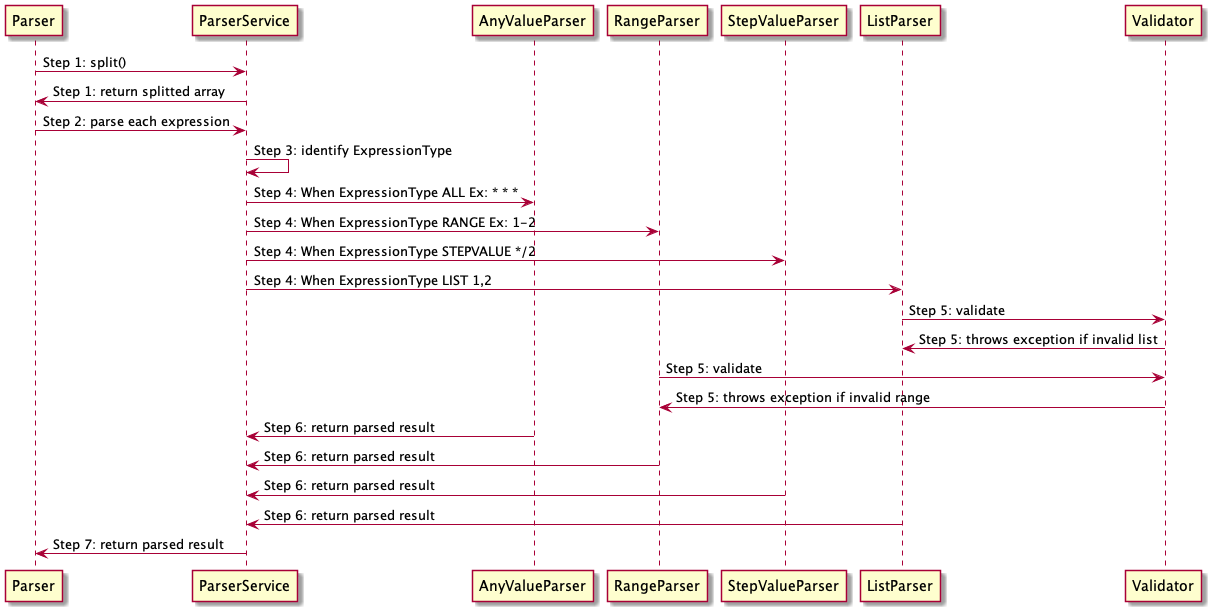 Parser ParserService AnyValueParser RangeParser StepValueParser ListParser Validator
Step 1: split()
Step 1: return splitted array
Step 2: parse each expression
Step 3: identify ExpressionType
Step 4: When ExpressionType ALL Ex: * * *
Step 4: When ExpressionType RANGE Ex: 1-2
Step 4: When ExpressionType STEPVALUE */2
Step 4: When ExpressionType LIST 1,2
Step 5: validate
Step 5: throws exception if invalid list
Step 5: validate
Step 5: throws exception if invalid range
Step 6: return parsed result
Step 6: return parsed result
Step 6: return parsed result
Step 6: return parsed result
Step 7: return parsed result
Parser ParserService AnyValueParser RangeParser StepValueParser ListParser Validator